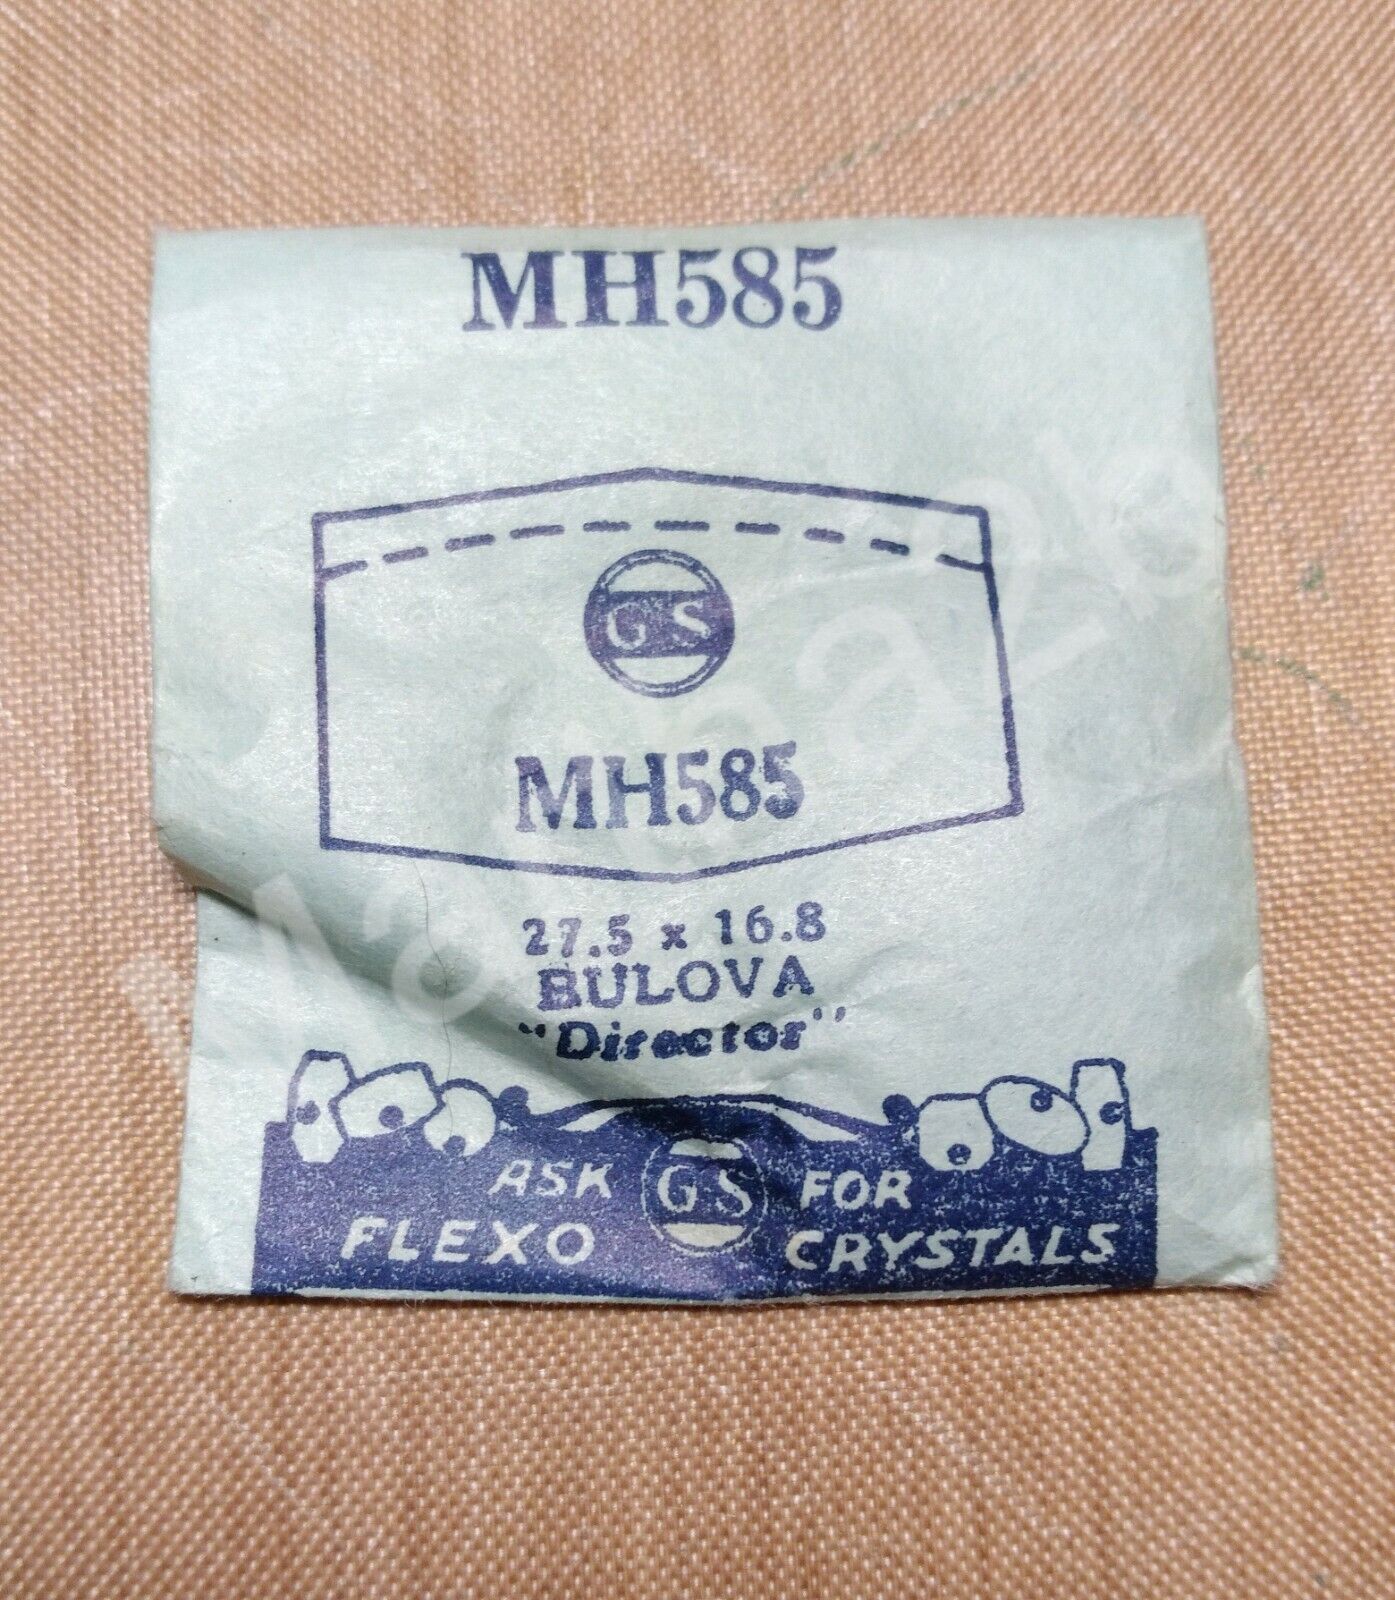 MH585
GS
MH585
27.5 x 16.8
BULOVA
"Director"
ASK GS FOR
FLEXO CRYSTALS